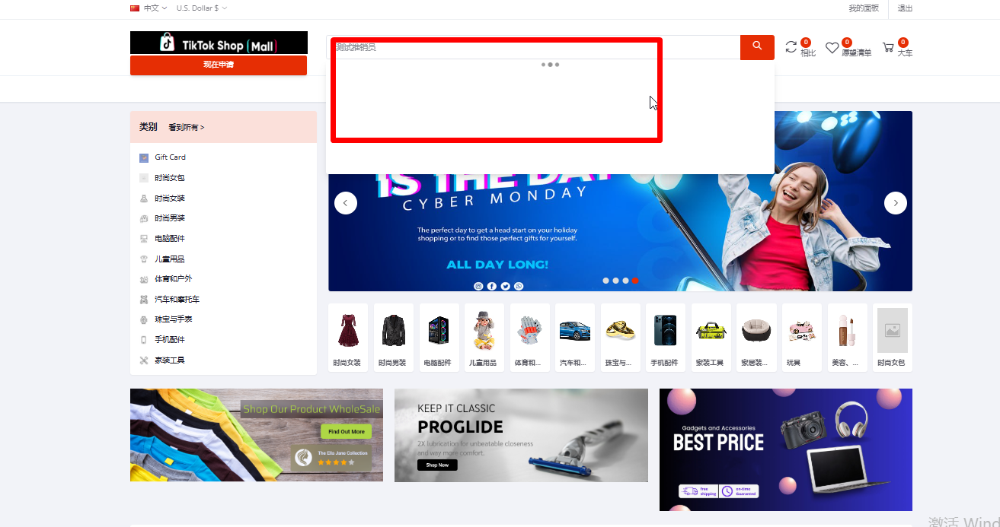 中文
U.S. Dollar $
我的面板
退出
TikTok Shop [Mall]
现在申请
测试推销员
0
相比
0
愿望清单
0
大车
类别
看到所有 >
Gift Card
时尚女包
时尚女装
时尚男装
电脑配件
儿童用品
体育和户外
汽车和摩托车
珠宝与手表
手机配件
家装工具
IS THE DAY
CYBER MONDAY
The perfect day to get a head start on your holiday
shopping or to find those perfect gifts for yourself.
ALL DAY LONG!
时尚女装
时尚男装
电脑配件
儿童用品
体育和...
汽车和...
珠宝与...
手机配件
家装工具
家居装...
玩具
美容、...
时尚女包
Shop Our Product WholeSale
Find Out More
The Elis Jane Collection
KEEP IT CLASSIC
PROGLIDE
2X lubrication for unbeatable closeness
and way more comfort.
Shop Now
Gadgets and Accessories
BEST PRICE
free
shipping
on-time
Guaranted
激活 Wind